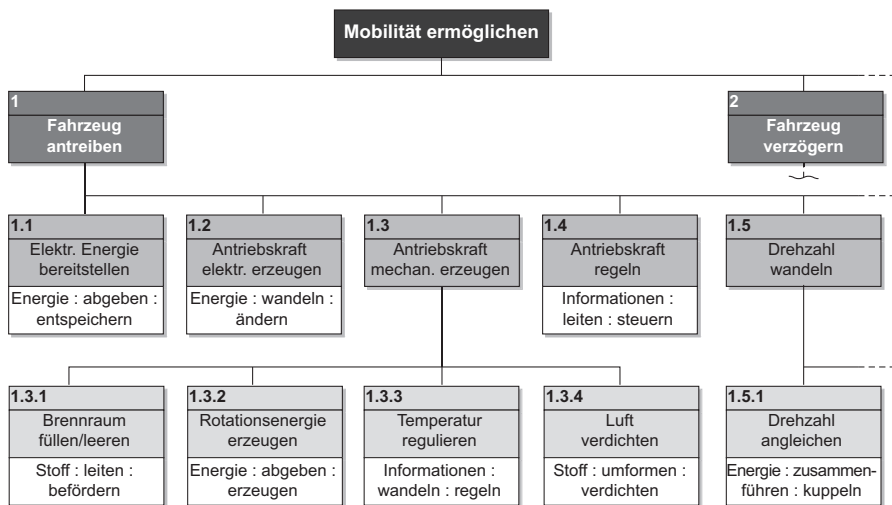 Mobilität ermöglichen
1
Fahrzeug
antreiben
2
Fahrzeug
verzögern
1.1
Elektr. Energie
bereitstellen
Energie : abgeben :
entspeichern
1.2
Antriebskraft
elektr. erzeugen
Energie : wandeln :
ändern
1.3
Antriebskraft
mechan. erzeugen
1.4
Antriebskraft
regeln
Informationen :
leiten : steuern
1.5
Drehzahl
wandeln
1.3.1
Brennraum
füllen/leeren
Stoff : leiten :
befördern
1.3.2
Rotationsenergie
erzeugen
Energie : abgeben :
erzeugen
1.3.3
Temperatur
regulieren
Informationen :
wandeln : regeln
1.3.4
Luft
verdichten
Stoff : umformen :
verdichten
1.5.1
Drehzahl
angleichen
Energie : zusammen-
führen : kuppeln